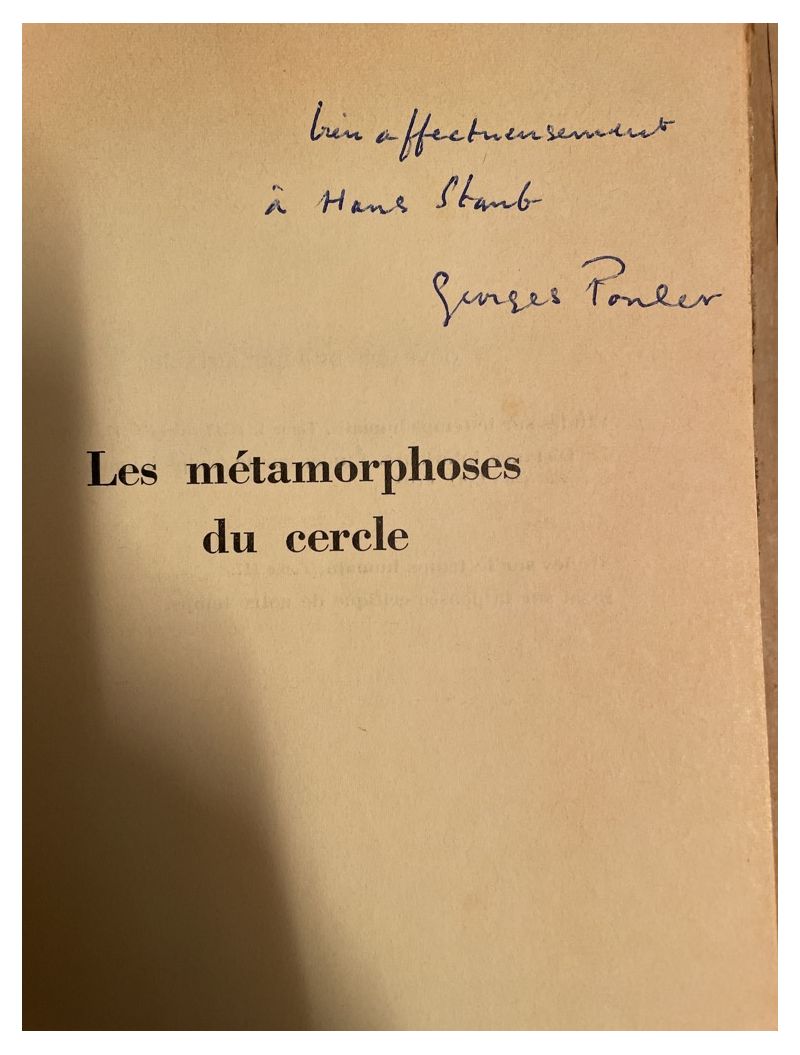 bien affectueusement
à Hans Staub
Georges Poulet
Les métamorphoses
du cercle